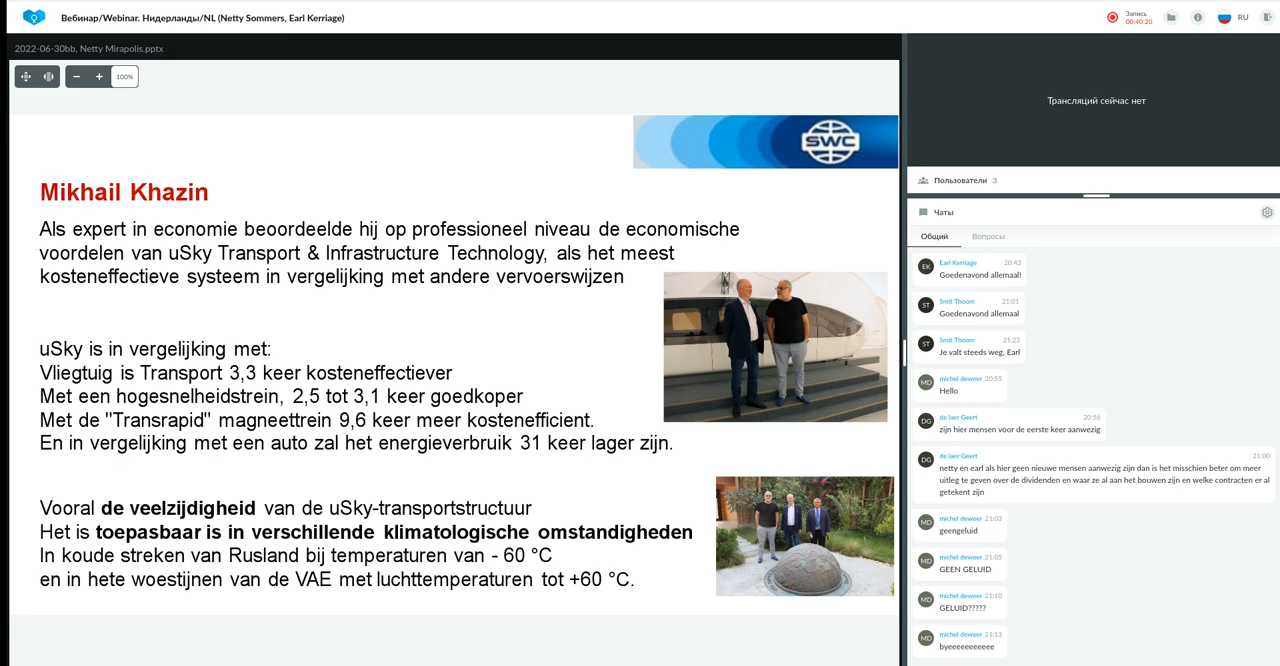 Вебинар/Webinar. Нидерланды/NL (Netty Sommers, Earl Kerriage)
Запись
00:40:20
RU
2022-06-30bb, Netty Mirapolis.pptx
100%
SWC
Mikhail Khazin
Als expert in economie beoordeelde hij op professioneel niveau de economische
voordelen van uSky Transport & Infrastructure Technology, als het meest
kosteneffectieve systeem in vergelijking met andere vervoerswijzen
uSky is in vergelijking met:
Vliegtuig is Transport 3,3 keer kosteneffectiever
Met een hogesnelheidstrein, 2,5 tot 3,1 keer goedkoper
Met de "Transrapid" magneettrein 9,6 keer meer kostenefficient.
En in vergelijking met een auto zal het energieverbruik 31 keer lager zijn.
Vooral de veelzijdigheid van de uSky-transportstructuur
Het is toepasbaar is in verschillende klimatologische omstandigheden
In koude streken van Rusland bij temperaturen van - 60 °C
en in hete woestijnen van de VAE met luchttemperaturen tot +60 °C.
Трансляций сейчас нет
Пользователи 3
Чаты
Общий Вопросы
EK
Earl Kerriage 20:43
Goedenavond allemaal!
ST
Smit Thoom 21:01
Goedenavond allemaal
ST
Smit Thoom 21:23
Je valt steeds weg, Earl
MD
michel deweer 20:55
Hello
DG
de laer Geert 20:56
zijn hier mensen voor de eerste keer aanwezig
DG
de laer Geert 21:00
netty en earl als hier geen nieuwe mensen aanwezig zijn dan is het misschien beter om meer
uitleg te geven over de dividenden en waar ze al aan het bouwen zijn en welke contracten er al
getekent zijn
MD
michel deweer 21:03
geengeluid
MD
michel deweer 21:05
GEEN GELUID
MD
michel deweer 21:10
GELUID?????
MD
michel deweer 21:13
byeeeeeeeeeee